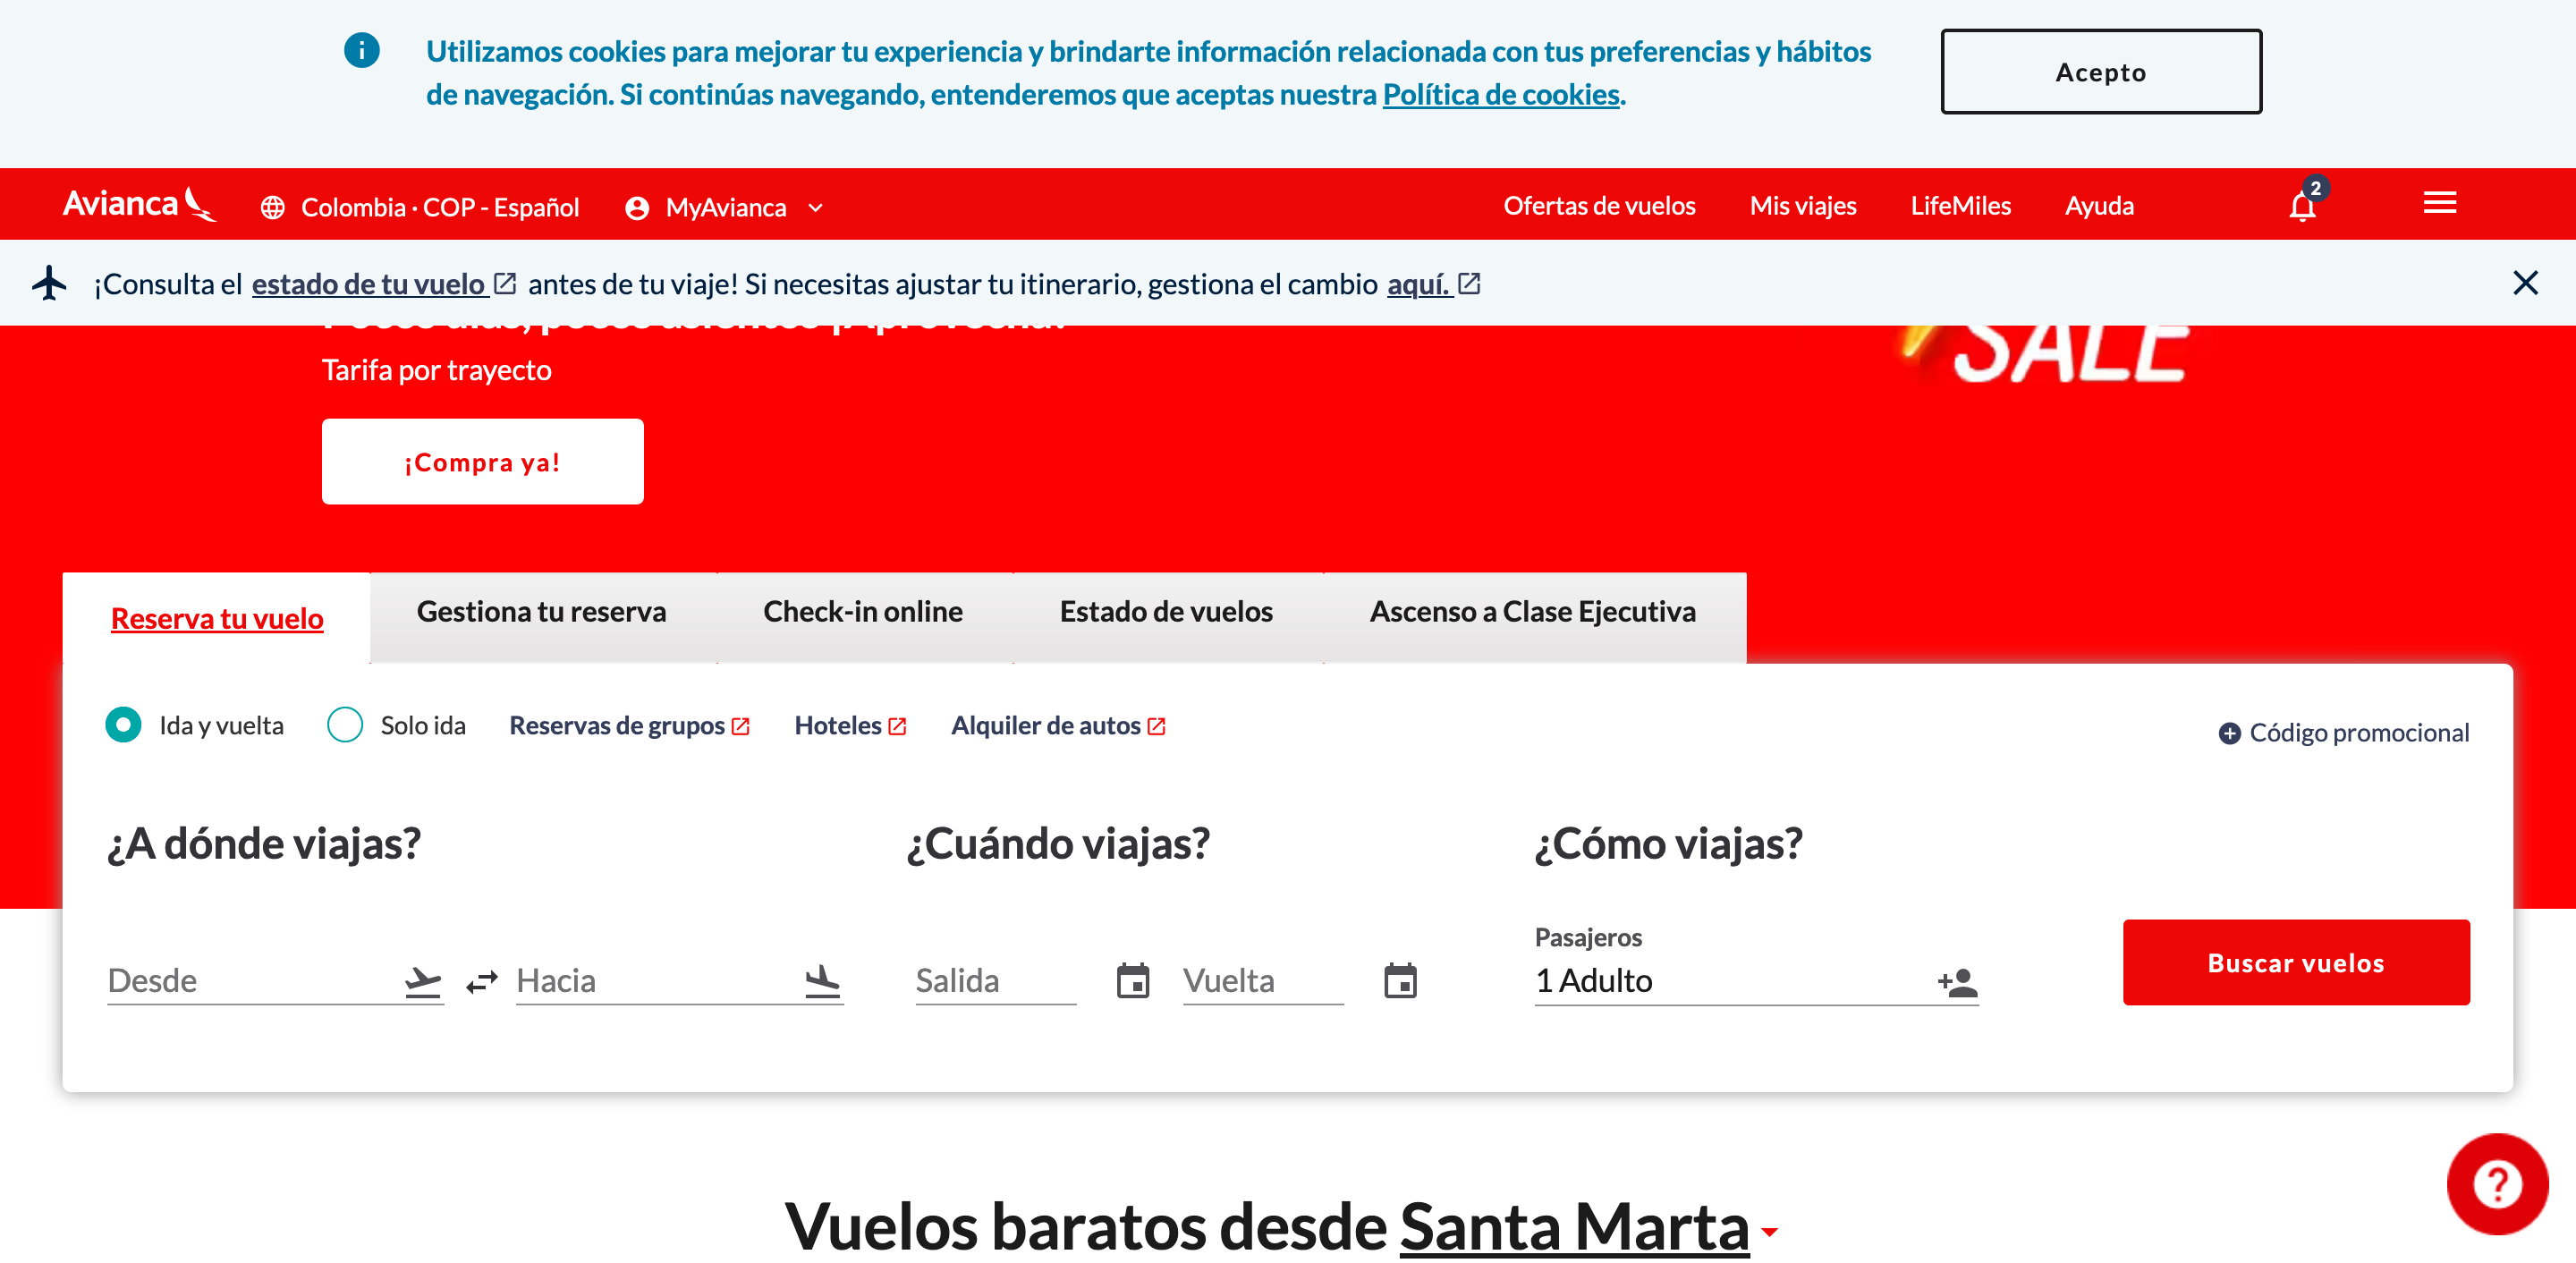 Utilizamos cookies para mejorar tu experiencia y brindarte información relacionada con tus preferencias y hábitos
de navegación. Si continúas navegando, entenderemos que aceptas nuestra Política de cookies.
Acepto
Avianca
Colombia · COP - Español
MyAvianca
Ofertas de vuelos
Mis viajes
LifeMiles
Ayuda
2
¡Consulta el estado de tu vuelo antes de tu viaje! Si necesitas ajustar tu itinerario, gestiona el cambio aquí.
SALE
Tarifa por trayecto
¡Compra ya!
Reserva tu vuelo
Gestiona tu reserva
Check-in online
Estado de vuelos
Ascenso a Clase Ejecutiva
Ida y vuelta
Solo ida
Reservas de grupos
Hoteles
Alquiler de autos
Código promocional
¿A dónde viajas?
¿Cuándo viajas?
¿Cómo viajas?
Desde
Hacia
Salida
Vuelta
Pasajeros
1 Adulto
Buscar vuelos
Vuelos baratos desde Santa Marta